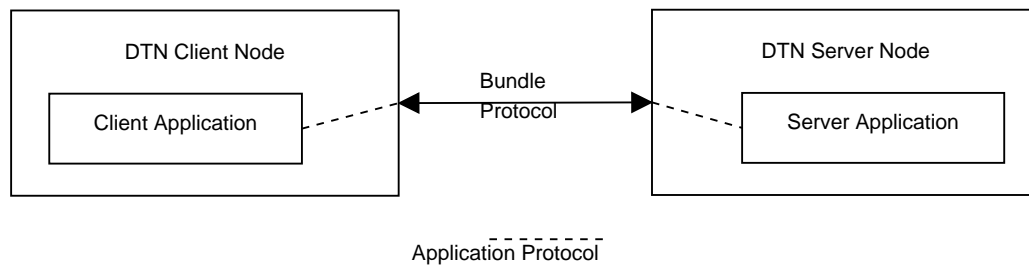 DTN Client Node
DTN Server Node
Bundle
Protocol
Client Application
Server Application
Application Protocol